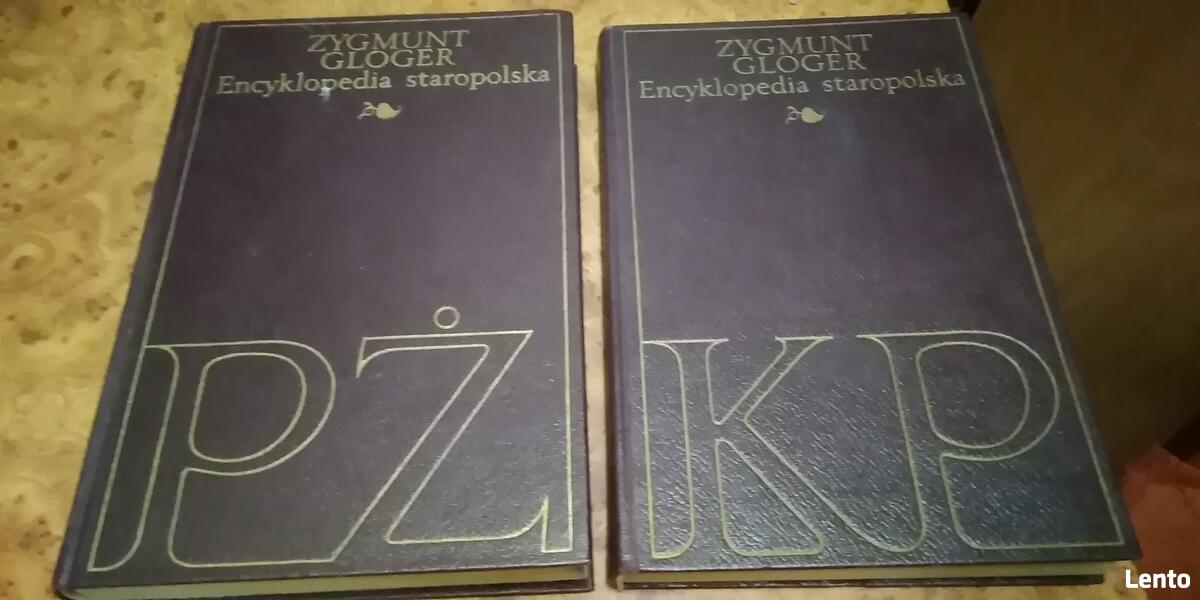 ZYGMUNT
GLOGER
Encyklopedia staropolska
PŻ
ZYGMUNT
GLOGER
Encyklopedia staropolska
KP
Lento